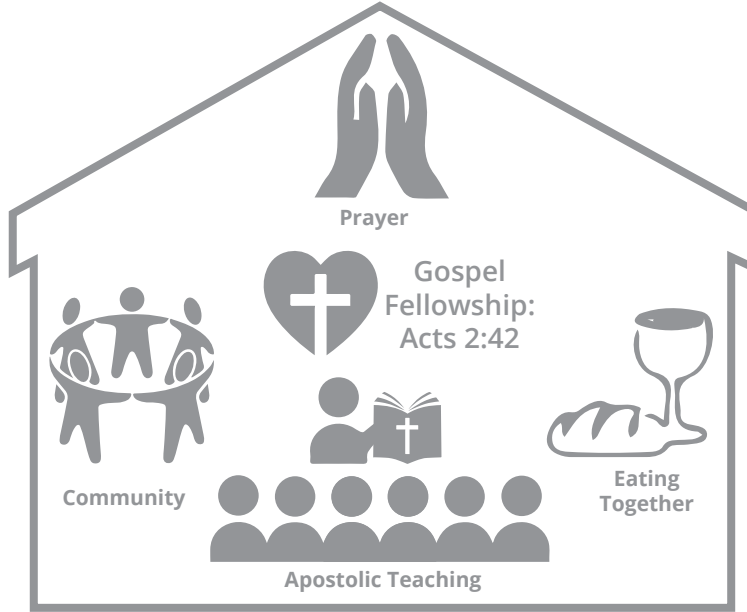 Prayer
Gospel
Fellowship:
Acts 2:42
Community
Eating
Together
Apostolic Teaching